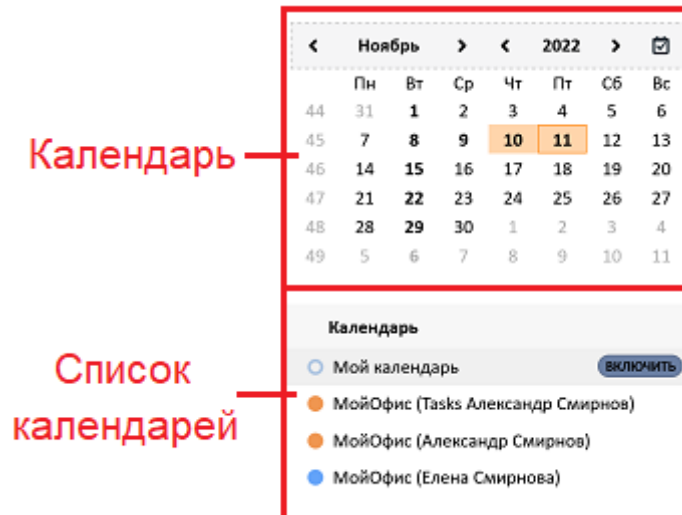 Ноябрь 2022
Пн Вт Ср Чт Пт Сб Вс
44 31 1 2 3 4 5 6
45 7 8 9 10 11 12 13
Календарь
46 14 15 16 17 18 19 20
47 21 22 23 24 25 26 27
48 28 29 30 1 2 3 4
49 5 6 7 8 9 10 11
Календарь
Мой календарь ВКЛЮЧИТЬ
Список
календарей
МойОфис (Tasks Александр Смирнов)
МойОфис (Александр Смирнов)
МойОфис (Елена Смирнова)